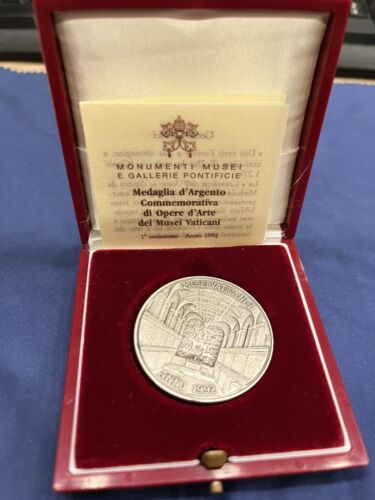 MONUMENTI MUSEI
E GALLERIE PONTIFICIE
Medaglia d'Argento
Commemorativa
di Opere d'Arte
dei Musei Vaticani
1ª emissione - Anno 1992
MUSEI VATICANI
ANNO 1992